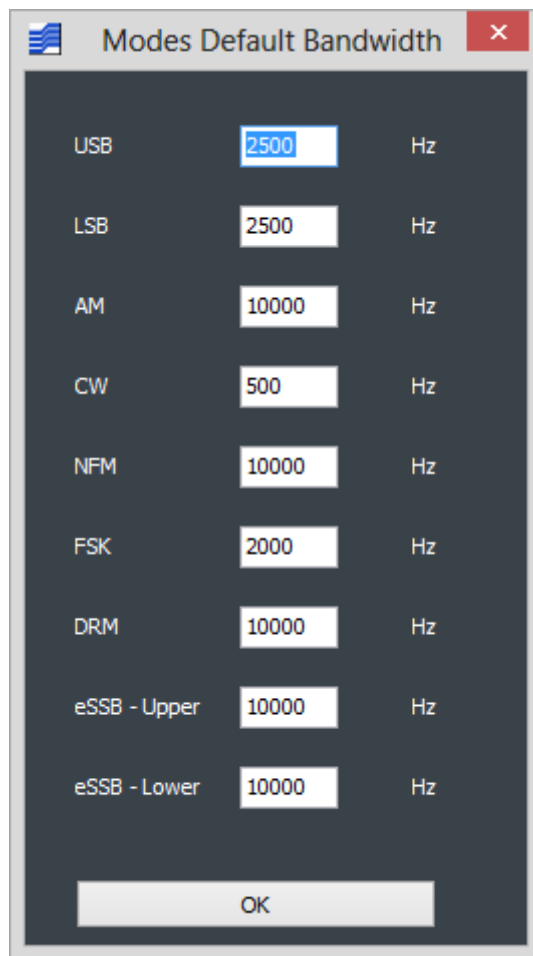 Modes Default Bandwidth
USB 2500 Hz
LSB 2500 Hz
AM 10000 Hz
CW 500 Hz
NFM 10000 Hz
FSK 2000 Hz
DRM 10000 Hz
eSSB - Upper 10000 Hz
eSSB - Lower 10000 Hz
OK